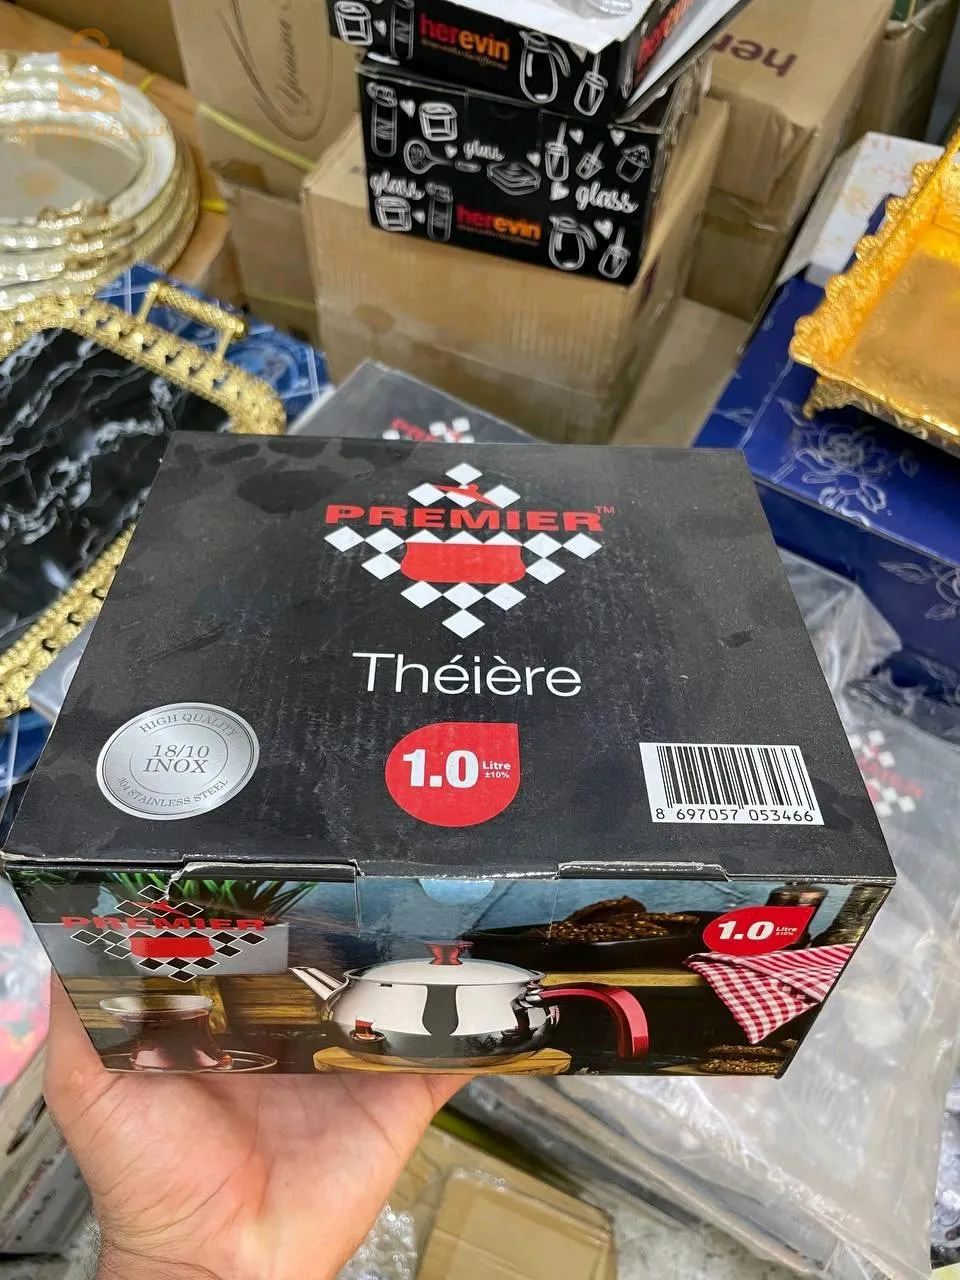 herevin
glass
glass
glass
herevin
herevin
PREMIER™
Théière
HIGH QUALITY
18/10
INOX
304 STAINLESS STEEL
1.0 Litre
±10%
8 697057 053466
PREMIER
1.0 Litre
±10%